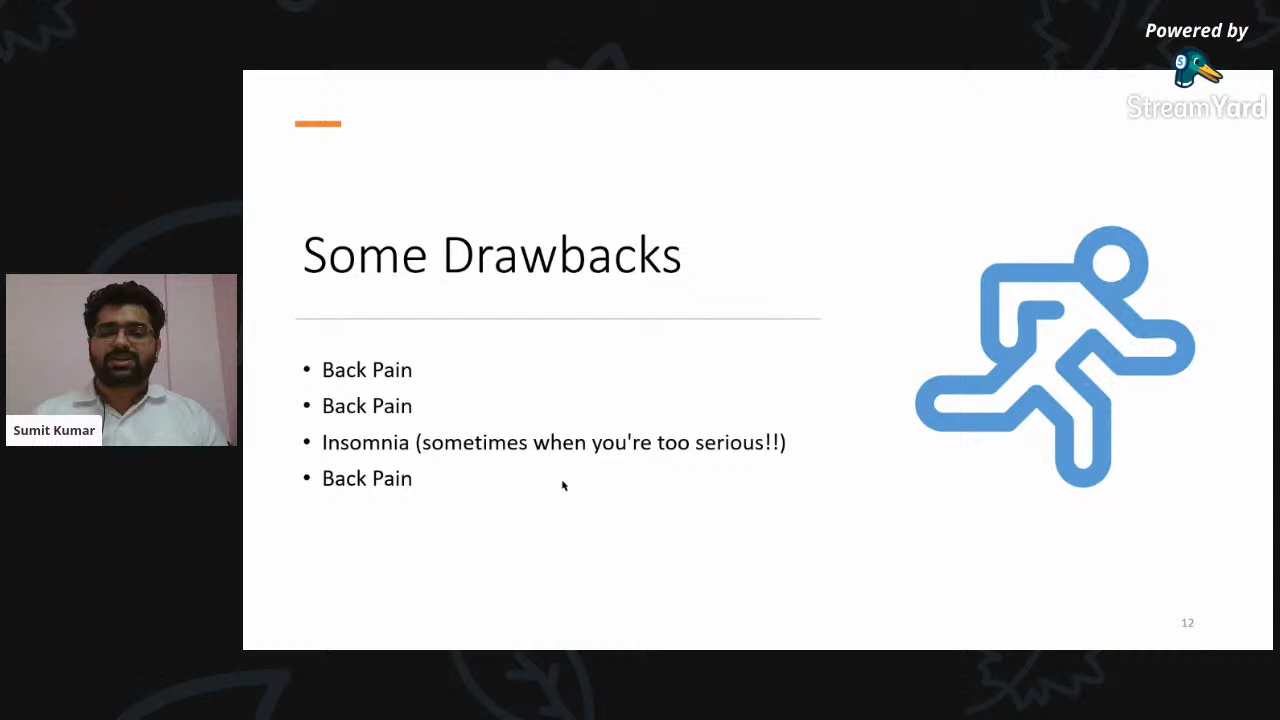 Powered by
StreamYard
Some Drawbacks
• Back Pain
• Back Pain
• Insomnia (sometimes when you're too serious!!)
• Back Pain
Sumit Kumar
12